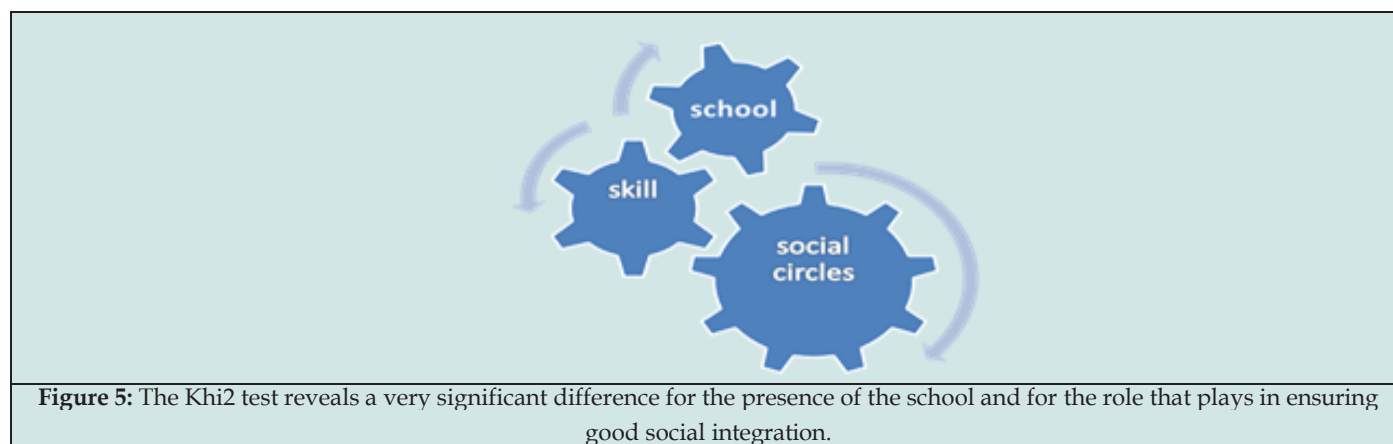 school
skill
social
circles
Figure 5: The Khi2 test reveals a very significant difference for the presence of the school and for the role that plays in ensuring
good social integration.